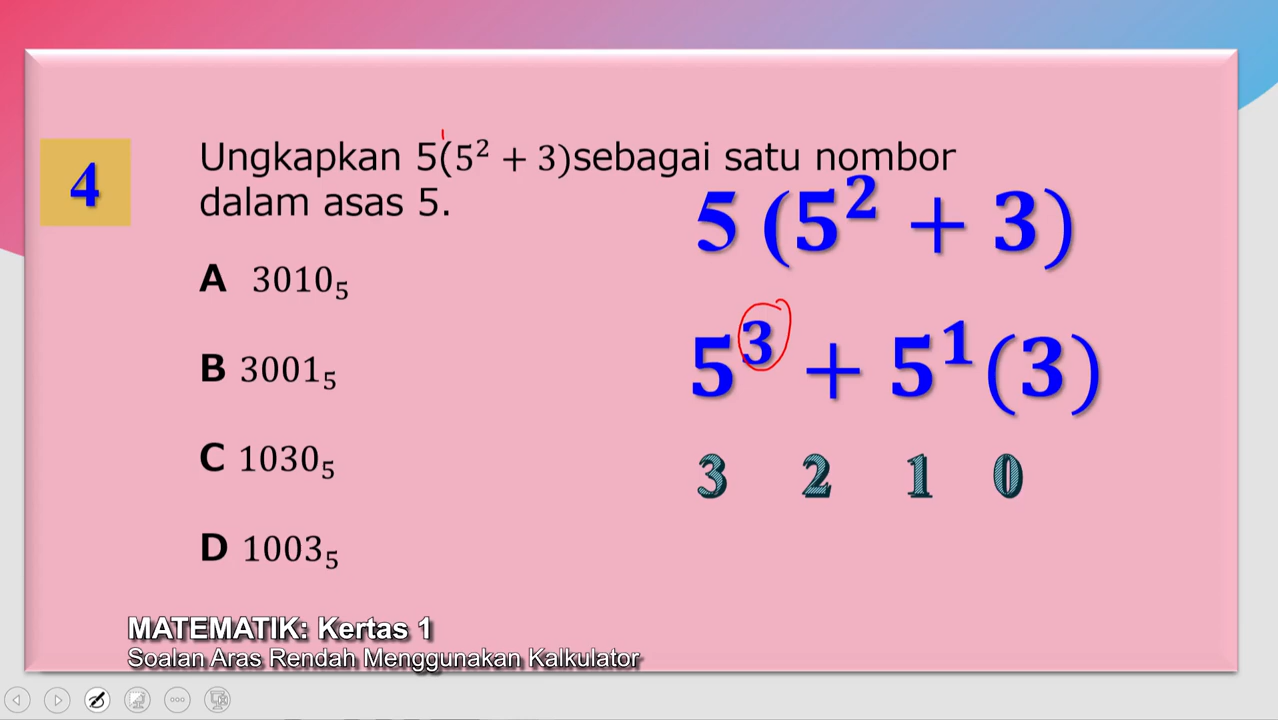 4
Ungkapkan 5(5² + 3)sebagai satu nombor
dalam asas 5.
5 (5² + 3)
A 3010₅
5³ + 5¹(3)
B 3001₅
C 1030₅
3 2 1 0
D 1003₅
MATEMATIK: Kertas 1
Soalan Aras Rendah Menggunakan Kalkulator